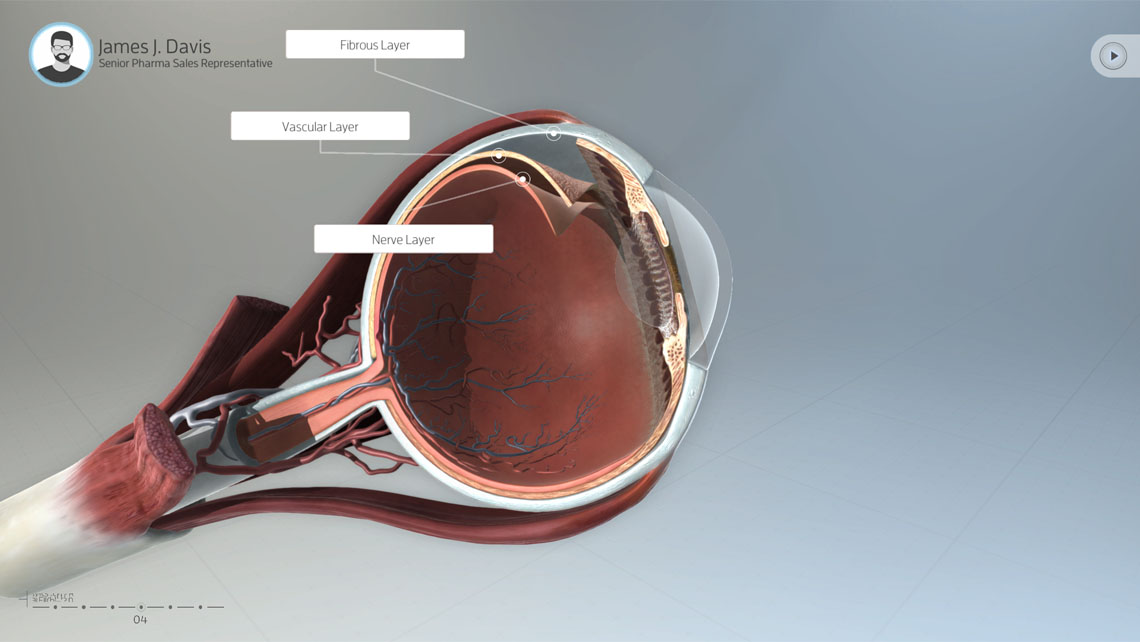 James J. Davis
Senior Pharma Sales Representative
Fibrous Layer
Vascular Layer
Nerve Layer
04